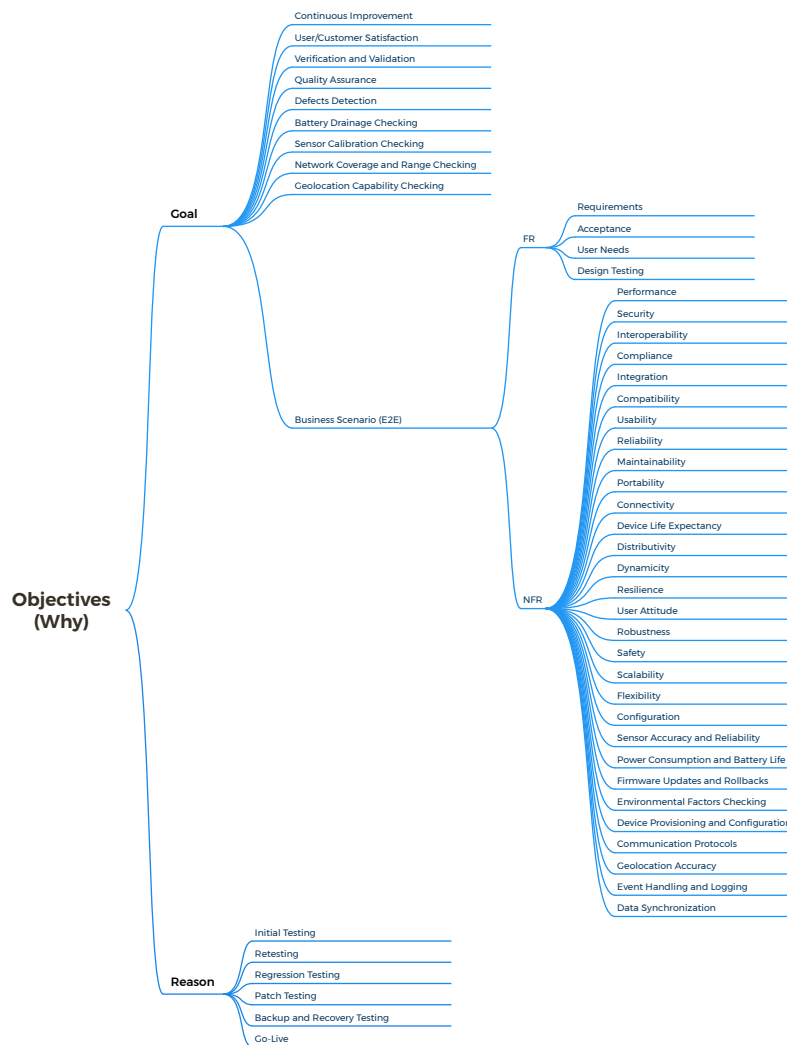 Continuous Improvement
User/Customer Satisfaction
Verification and Validation
Quality Assurance
Defects Detection
Battery Drainage Checking
Sensor Calibration Checking
Network Coverage and Range Checking
Geolocation Capability Checking
Goal
Requirements
Acceptance
FR
User Needs
Design Testing
Performance
Security
Interoperability
Compliance
Integration
Compatibility
Business Scenario (E2E)
Usability
Reliability
Maintainability
Portability
Connectivity
Device Life Expectancy
Distributivity
Dynamicity
Resilience
Objectives
(Why)
NFR
User Attitude
Robustness
Safety
Scalability
Flexibility
Configuration
Sensor Accuracy and Reliability
Power Consumption and Battery Life
Firmware Updates and Rollbacks
Environmental Factors Checking
Device Provisioning and Configuration
Communication Protocols
Geolocation Accuracy
Event Handling and Logging
Data Synchronization
Initial Testing
Retesting
Regression Testing
Reason
Patch Testing
Backup and Recovery Testing
Go-Live